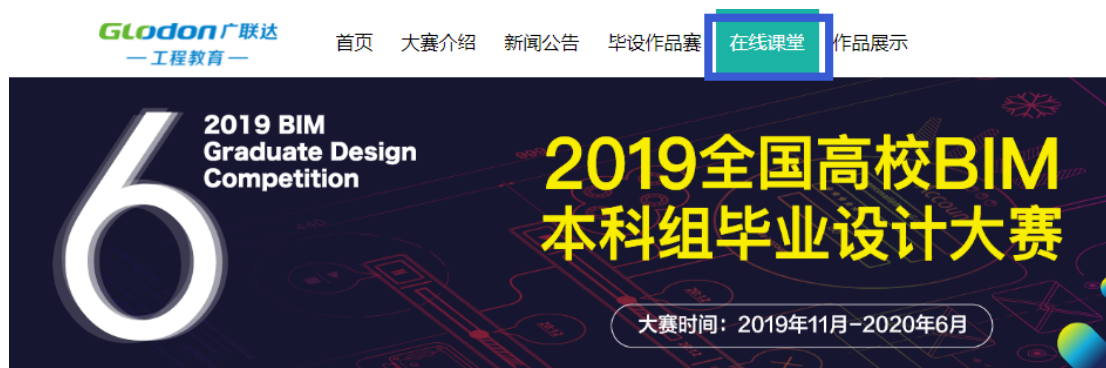 GLodon广联达
— 工程教育 —
首页 大赛介绍 新闻公告 毕设作品赛 在线课堂 作品展示
6
2019 BIM
Graduate Design
Competition
2019全国高校BIM
本科组毕业设计大赛
大赛时间：2019年11月-2020年6月